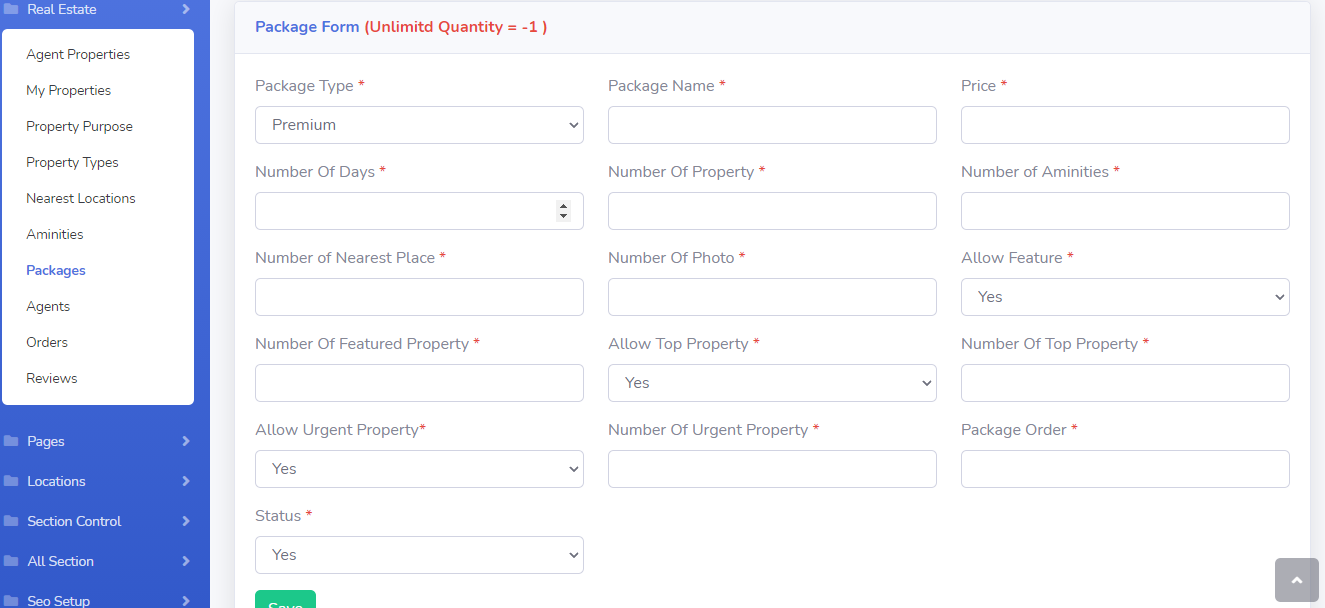 Real Estate
Agent Properties
My Properties
Property Purpose
Property Types
Nearest Locations
Aminities
Packages
Agents
Orders
Reviews
Pages
Locations
Section Control
All Section
Seo Setup
Package Form (Unlimitd Quantity = -1 )
Package Type *
Premium
Package Name *
Price *
Number Of Days *
Number Of Property *
Number of Aminities *
Number of Nearest Place *
Number Of Photo *
Allow Feature *
Yes
Number Of Featured Property *
Allow Top Property *
Yes
Number Of Top Property *
Allow Urgent Property*
Yes
Number Of Urgent Property *
Package Order *
Status *
Yes
Save